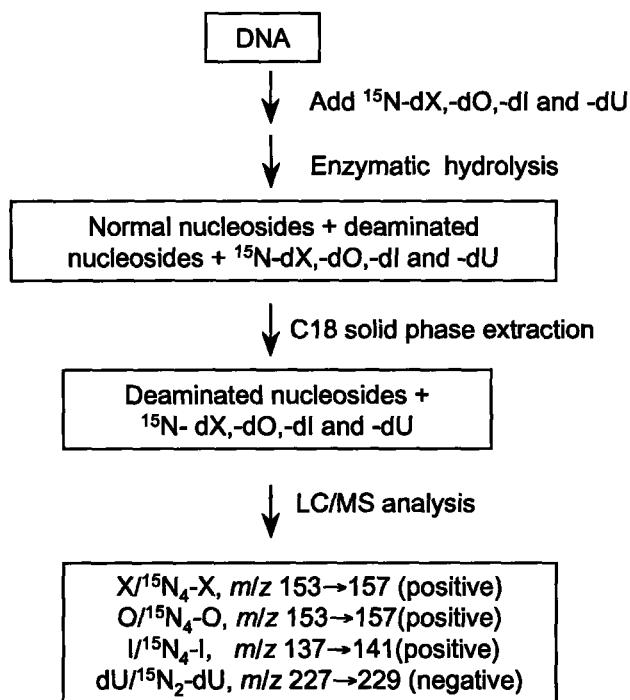 DNA
Add ¹⁵N-dX,-dO,-dI and -dU
Enzymatic hydrolysis
Normal nucleosides + deaminated
nucleosides + ¹⁵N-dX,-dO,-dI and -dU
C18 solid phase extraction
Deaminated nucleosides +
¹⁵N- dX,-dO,-dI and -dU
LC/MS analysis
X/¹⁵N₄-X, m/z 153→157 (positive)
O/¹⁵N₄-O, m/z 153→157(positive)
I/¹⁵N₄-I, m/z 137→141(positive)
dU/¹⁵N₂-dU, m/z 227→229 (negative)